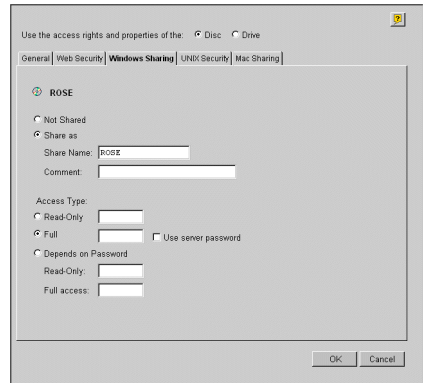 ?
Use the access rights and properties of the: Disc Drive
General Web Security Windows Sharing UNIX Security Mac Sharing
ROSE
Not Shared
Share as
Share Name: ROSE
Comment:
Access Type:
Read-Only
Full Use server password
Depends on Password
Read-Only:
Full access:
OK Cancel